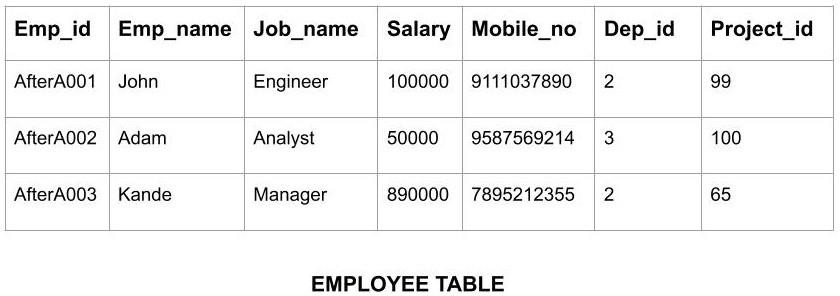 Emp_id Emp_name Job_name Salary Mobile_no Dep_id Project_id
AfterA001 John Engineer 100000 9111037890 2 99
AfterA002 Adam Analyst 50000 9587569214 3 100
AfterA003 Kande Manager 890000 7895212355 2 65
EMPLOYEE TABLE